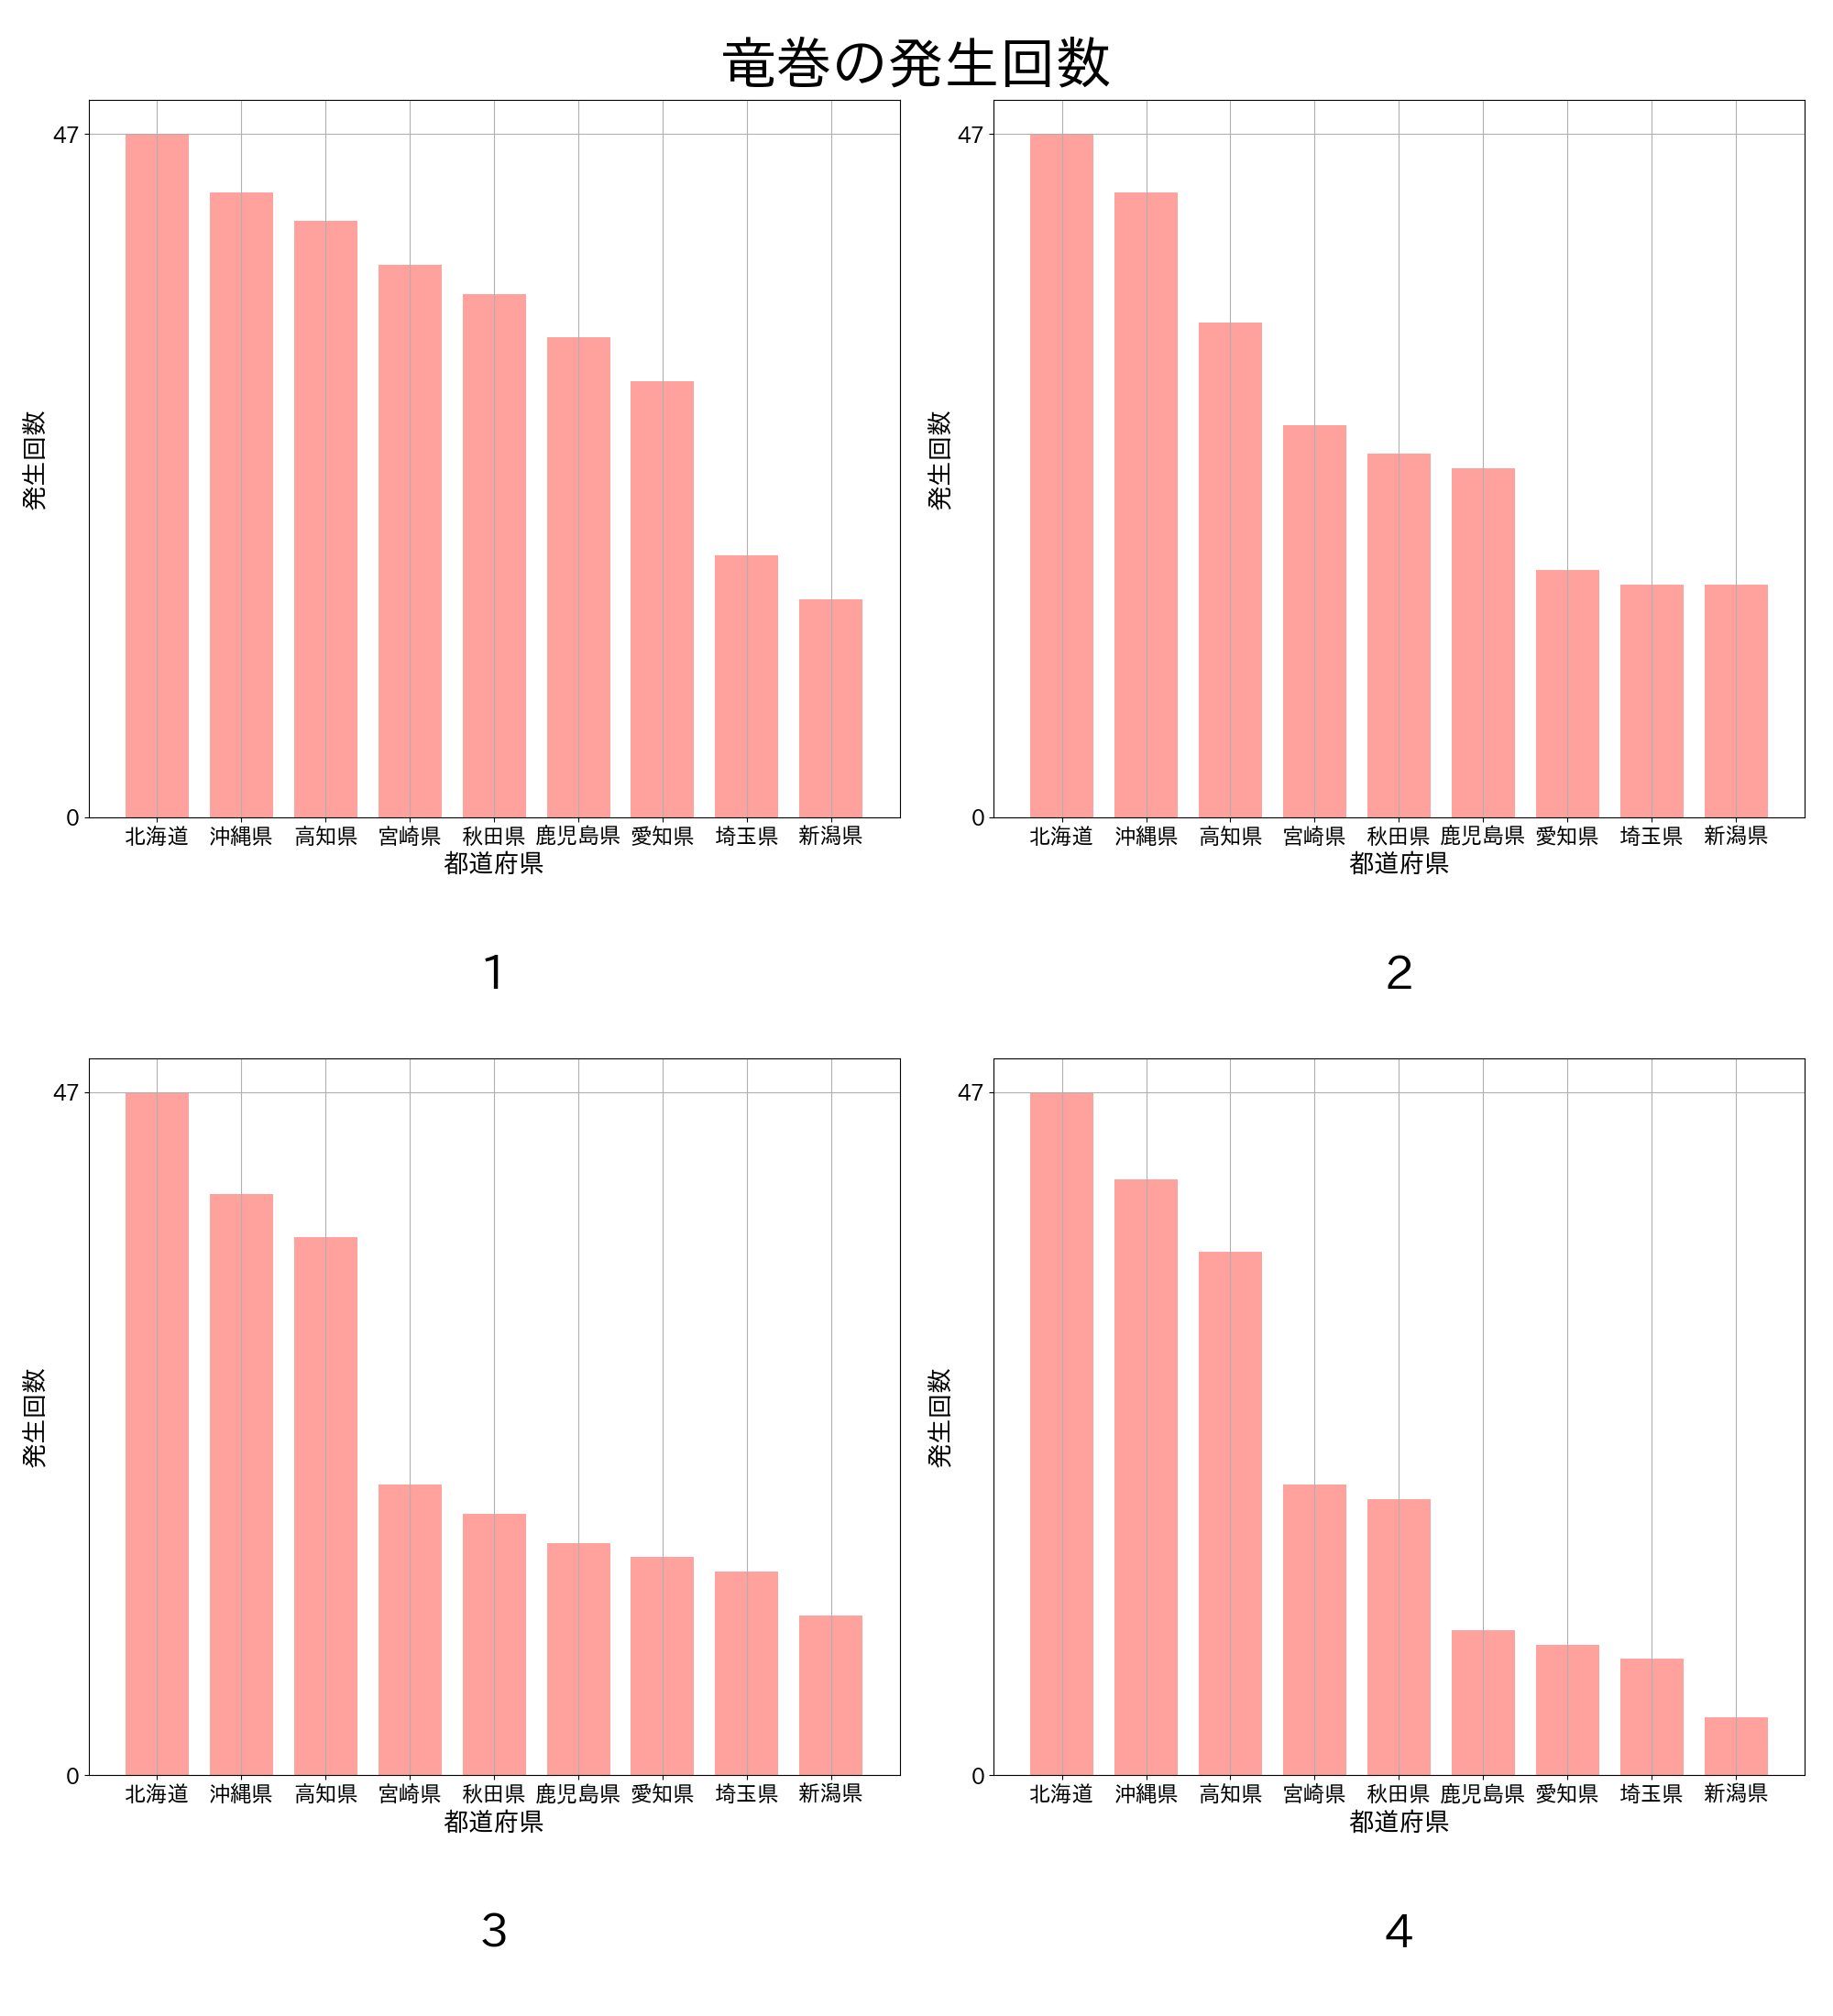 竜巻の発生回数
47
0
発生回数
北海道 沖縄県 高知県 宮崎県 秋田県 鹿児島県 愛知県 埼玉県 新潟県
都道府県
1
47
0
発生回数
北海道 沖縄県 高知県 宮崎県 秋田県 鹿児島県 愛知県 埼玉県 新潟県
都道府県
2
47
0
発生回数
北海道 沖縄県 高知県 宮崎県 秋田県 鹿児島県 愛知県 埼玉県 新潟県
都道府県
3
47
0
発生回数
北海道 沖縄県 高知県 宮崎県 秋田県 鹿児島県 愛知県 埼玉県 新潟県
都道府県
4